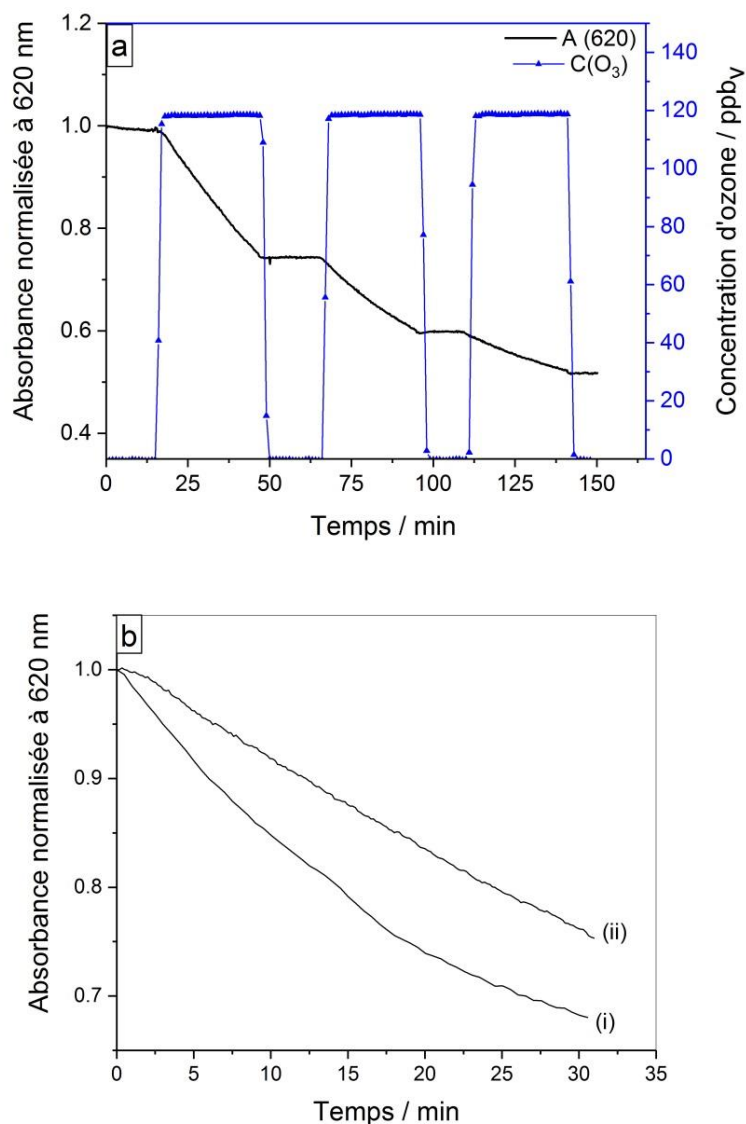 a
A (620)
C(O₃)
Absorbance normalisée à 620 nm
1.2
1.0
0.8
0.6
0.4
150
140
120
100
80
60
40
20
0
Concentration d'ozone / ppbᵥ
0 25 50 75 100 125 150
Temps / min
b
Absorbance normalisée à 620 nm
1.0
0.9
0.8
0.7
(ii)
(i)
0 5 10 15 20 25 30 35
Temps / min